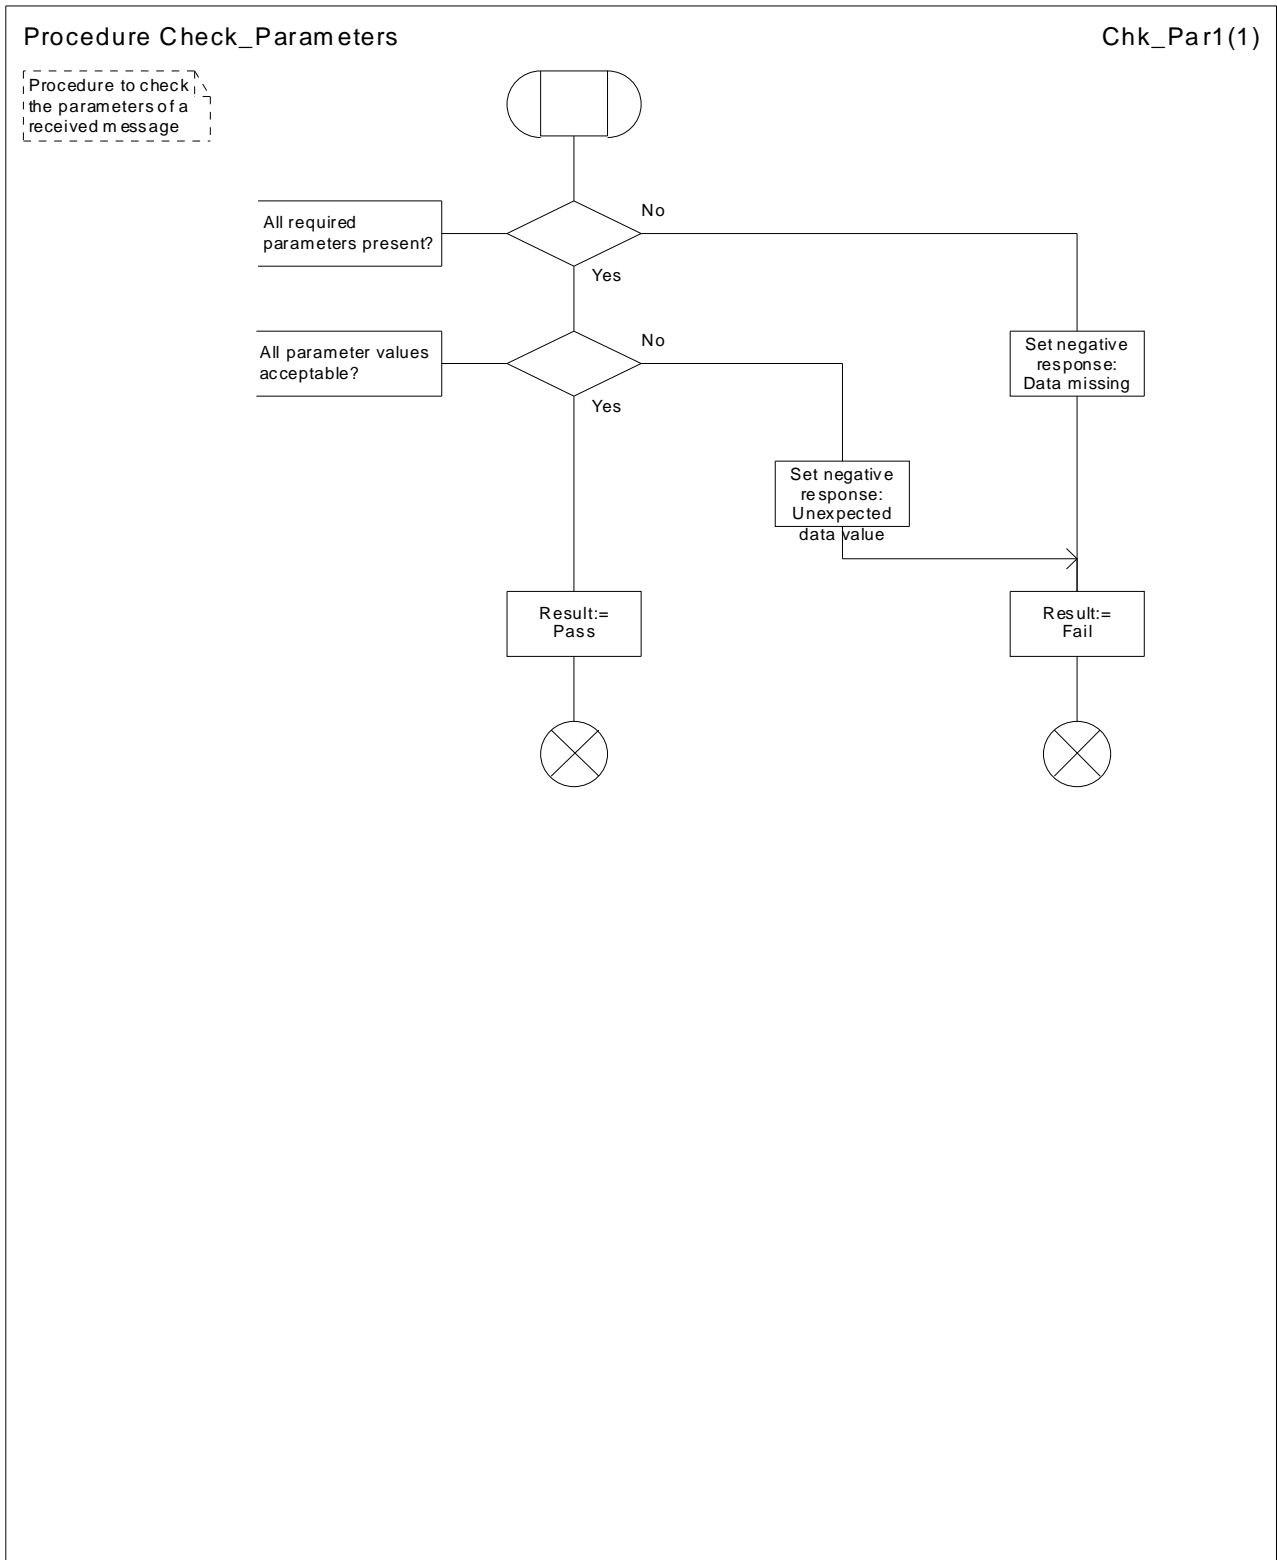 Procedure Check_Parameters
Chk_Par1(1)
Procedure to check
the parameters of a
received message
All required
parameters present?
No
Yes
All parameter values
acceptable?
No
Yes
Set negative
response:
Data missing
Set negative
response:
Unexpected
data value
Result:=
Pass
Result:=
Fail